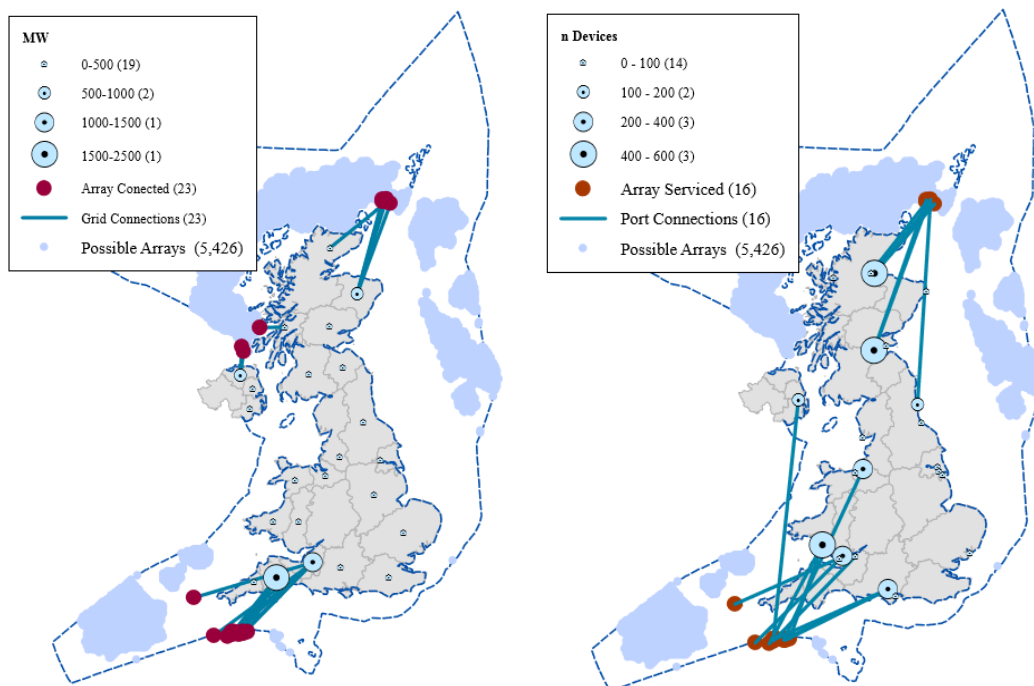 MW
0-500 (19)
500-1000 (2)
1000-1500 (1)
1500-2500 (1)
Array Conected (23)
Grid Connections (23)
Possible Arrays (5,426)
n Devices
0 - 100 (14)
100 - 200 (2)
200 - 400 (3)
400 - 600 (3)
Array Serviced (16)
Port Connections (16)
Possible Arrays (5,426)